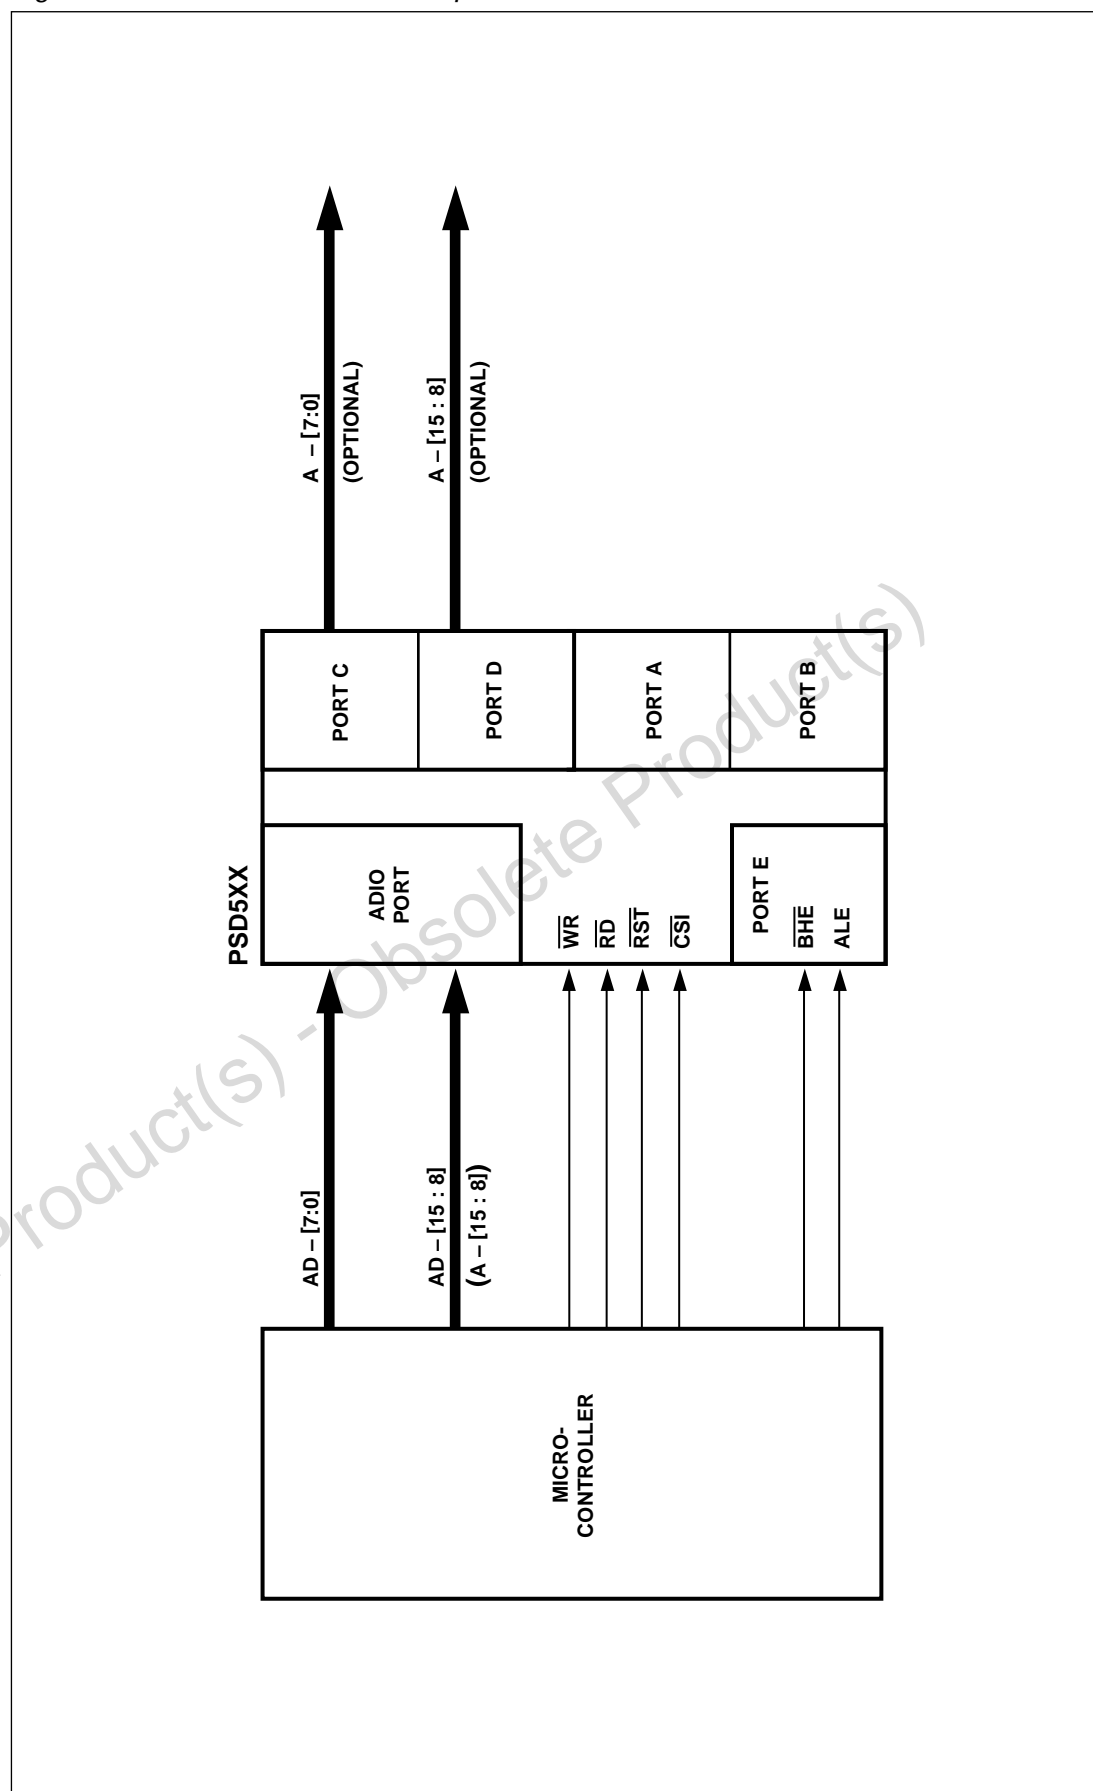 MICRO-
CONTROLLER
AD – [7:0]
AD – [15 : 8]
(A – [15 : 8])
PSD5XX
ADIO
PORT
WR
RD
RST
CSI
PORT E
BHE
ALE
PORT C
PORT D
PORT A
PORT B
A – [7:0]
(OPTIONAL)
A – [15 : 8]
(OPTIONAL)
Product(s) - Obsolete Product(s)